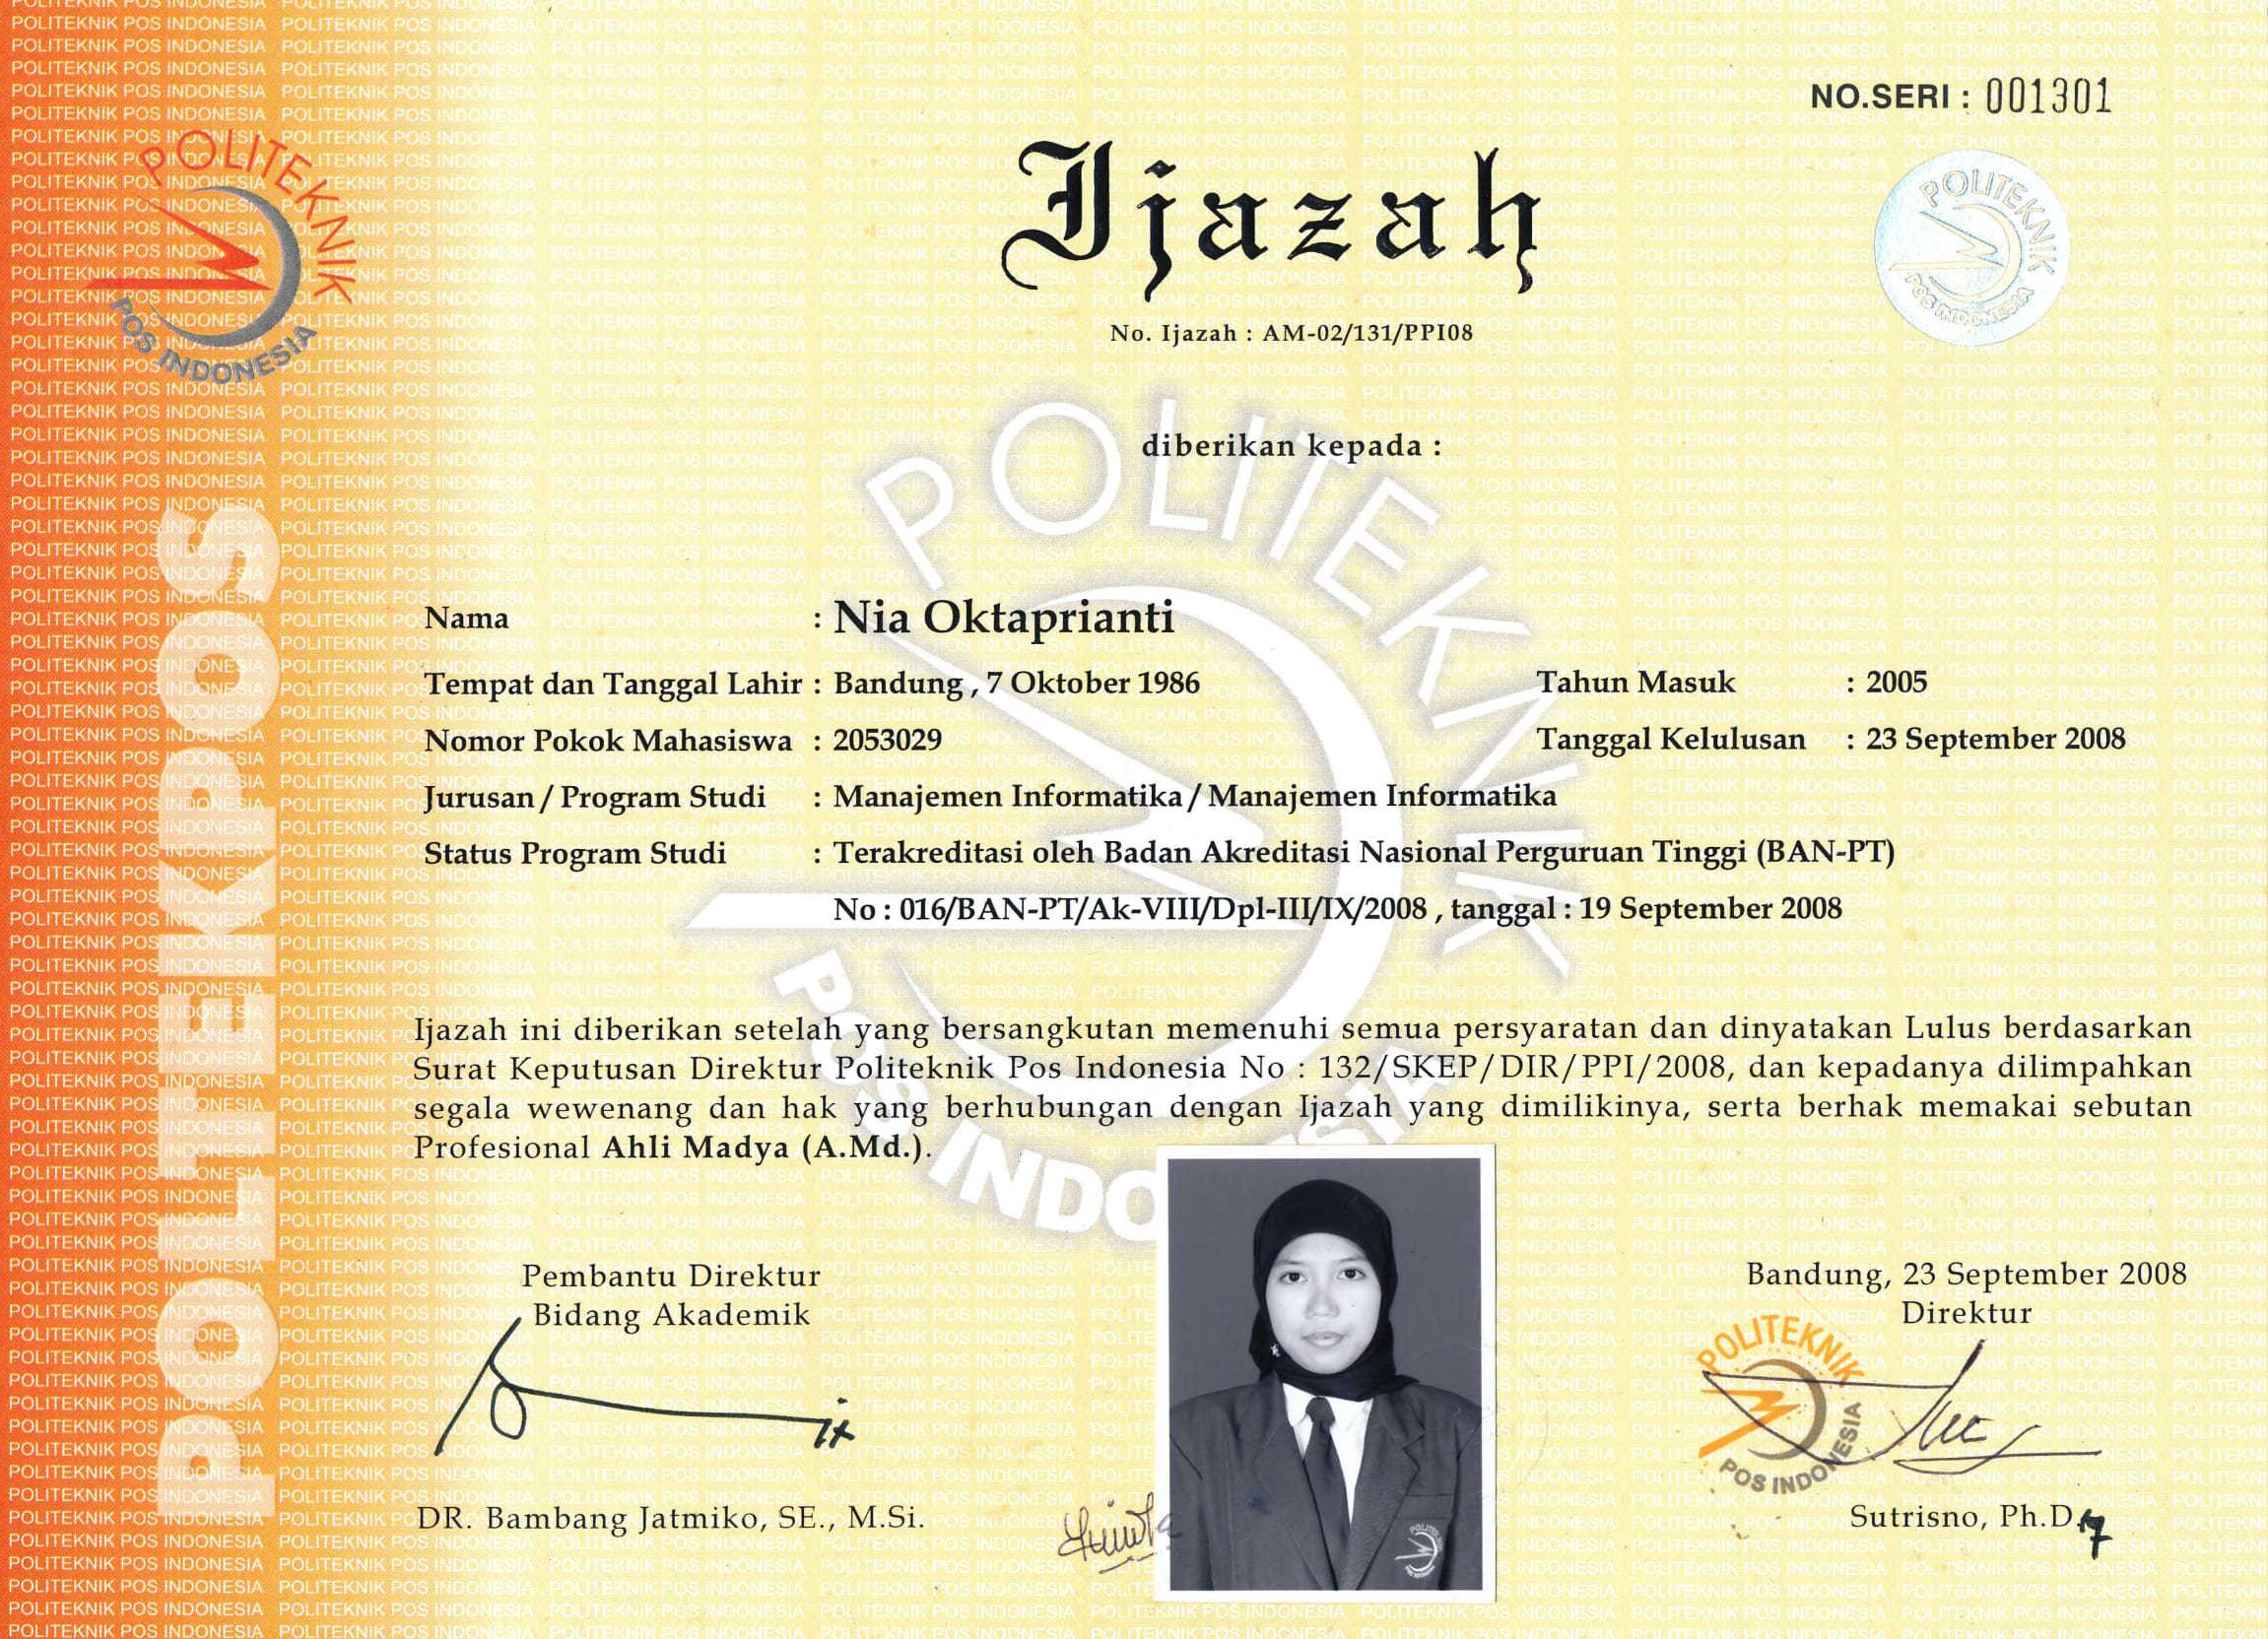 NO.SERI : 001301
POLITEKNIK
POS INDONESIA
Ijazah
POLITEKNIK
POS INDONESIA
No. Ijazah : AM-02/131/PPI08
diberikan kepada :
Nama : Nia Oktaprianti
Tempat dan Tanggal Lahir : Bandung , 7 Oktober 1986 Tahun Masuk : 2005
Nomor Pokok Mahasiswa : 2053029 Tanggal Kelulusan : 23 September 2008
Jurusan / Program Studi : Manajemen Informatika / Manajemen Informatika
Status Program Studi : Terakreditasi oleh Badan Akreditasi Nasional Perguruan Tinggi (BAN-PT)
No : 016/BAN-PT/Ak-VIII/Dpl-III/IX/2008 , tanggal : 19 September 2008
Ijazah ini diberikan setelah yang bersangkutan memenuhi semua persyaratan dan dinyatakan Lulus berdasarkan
Surat Keputusan Direktur Politeknik Pos Indonesia No : 132/SKEP/DIR/PPI/2008, dan kepadanya dilimpahkan
segala wewenang dan hak yang berhubungan dengan Ijazah yang dimilikinya, serta berhak memakai sebutan
Profesional Ahli Madya (A.Md.).
Pembantu Direktur
Bidang Akademik
DR. Bambang Jatmiko, SE., M.Si.
Bandung, 23 September 2008
Direktur
POLITEKNIK
POS INDONESIA
Sutrisno, Ph.D.
POLITEKPOS